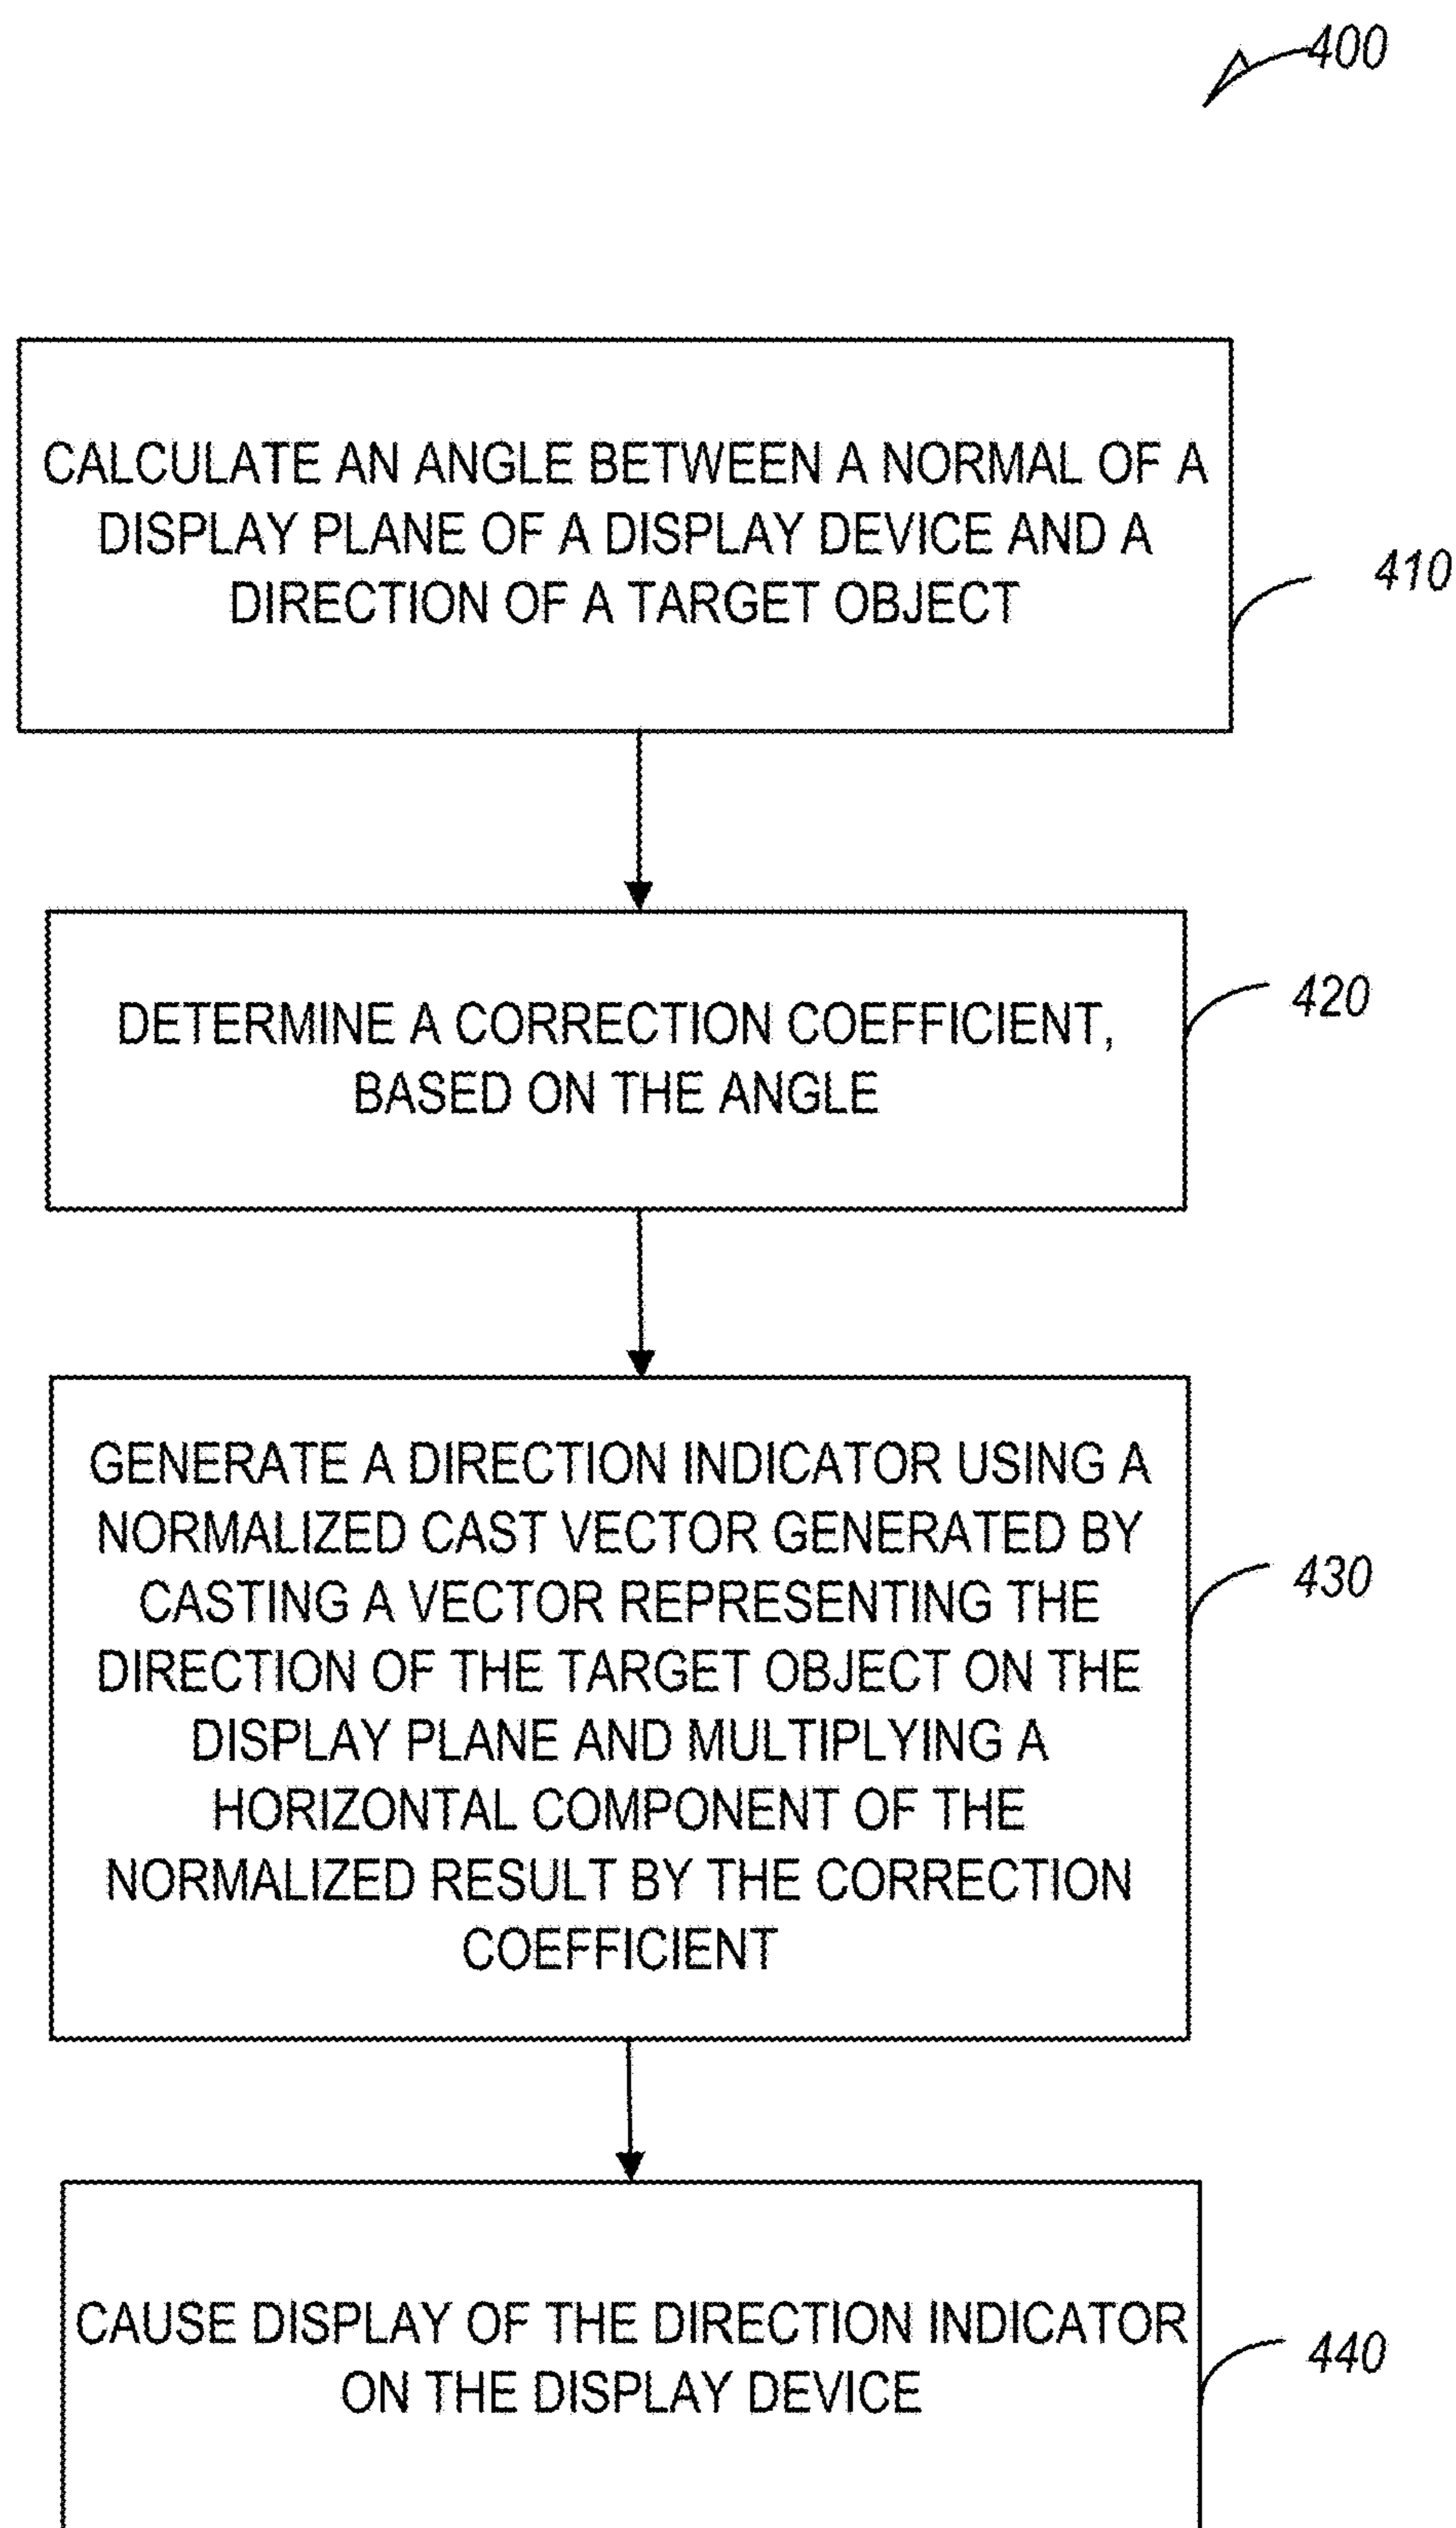 400
CALCULATE AN ANGLE BETWEEN A NORMAL OF A
DISPLAY PLANE OF A DISPLAY DEVICE AND A
DIRECTION OF A TARGET OBJECT
410
DETERMINE A CORRECTION COEFFICIENT,
BASED ON THE ANGLE
420
GENERATE A DIRECTION INDICATOR USING A
NORMALIZED CAST VECTOR GENERATED BY
CASTING A VECTOR REPRESENTING THE
DIRECTION OF THE TARGET OBJECT ON THE
DISPLAY PLANE AND MULTIPLYING A
HORIZONTAL COMPONENT OF THE
NORMALIZED RESULT BY THE CORRECTION
COEFFICIENT
430
CAUSE DISPLAY OF THE DIRECTION INDICATOR
ON THE DISPLAY DEVICE
440